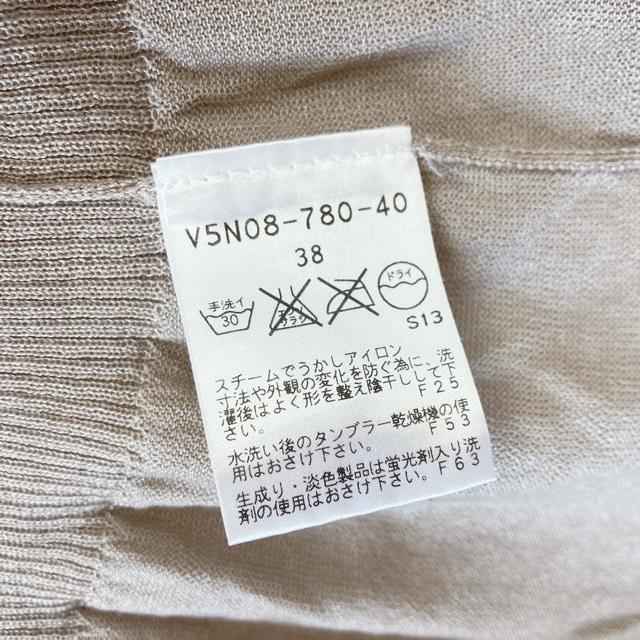 V5N08-780-40
38
手洗イ
30
エンソ
サラシ
ドライ
S13
スチームでうかしアイロン
寸法や外観の変化を防ぐ為に、洗
濯後はよく形を整え陰干しして下
さい。 F25
水洗い後のタンブラー乾燥機の使
用はおさけ下さい。 F53
生成り・淡色製品は蛍光剤入り洗
剤の使用はおさけ下さい。F63